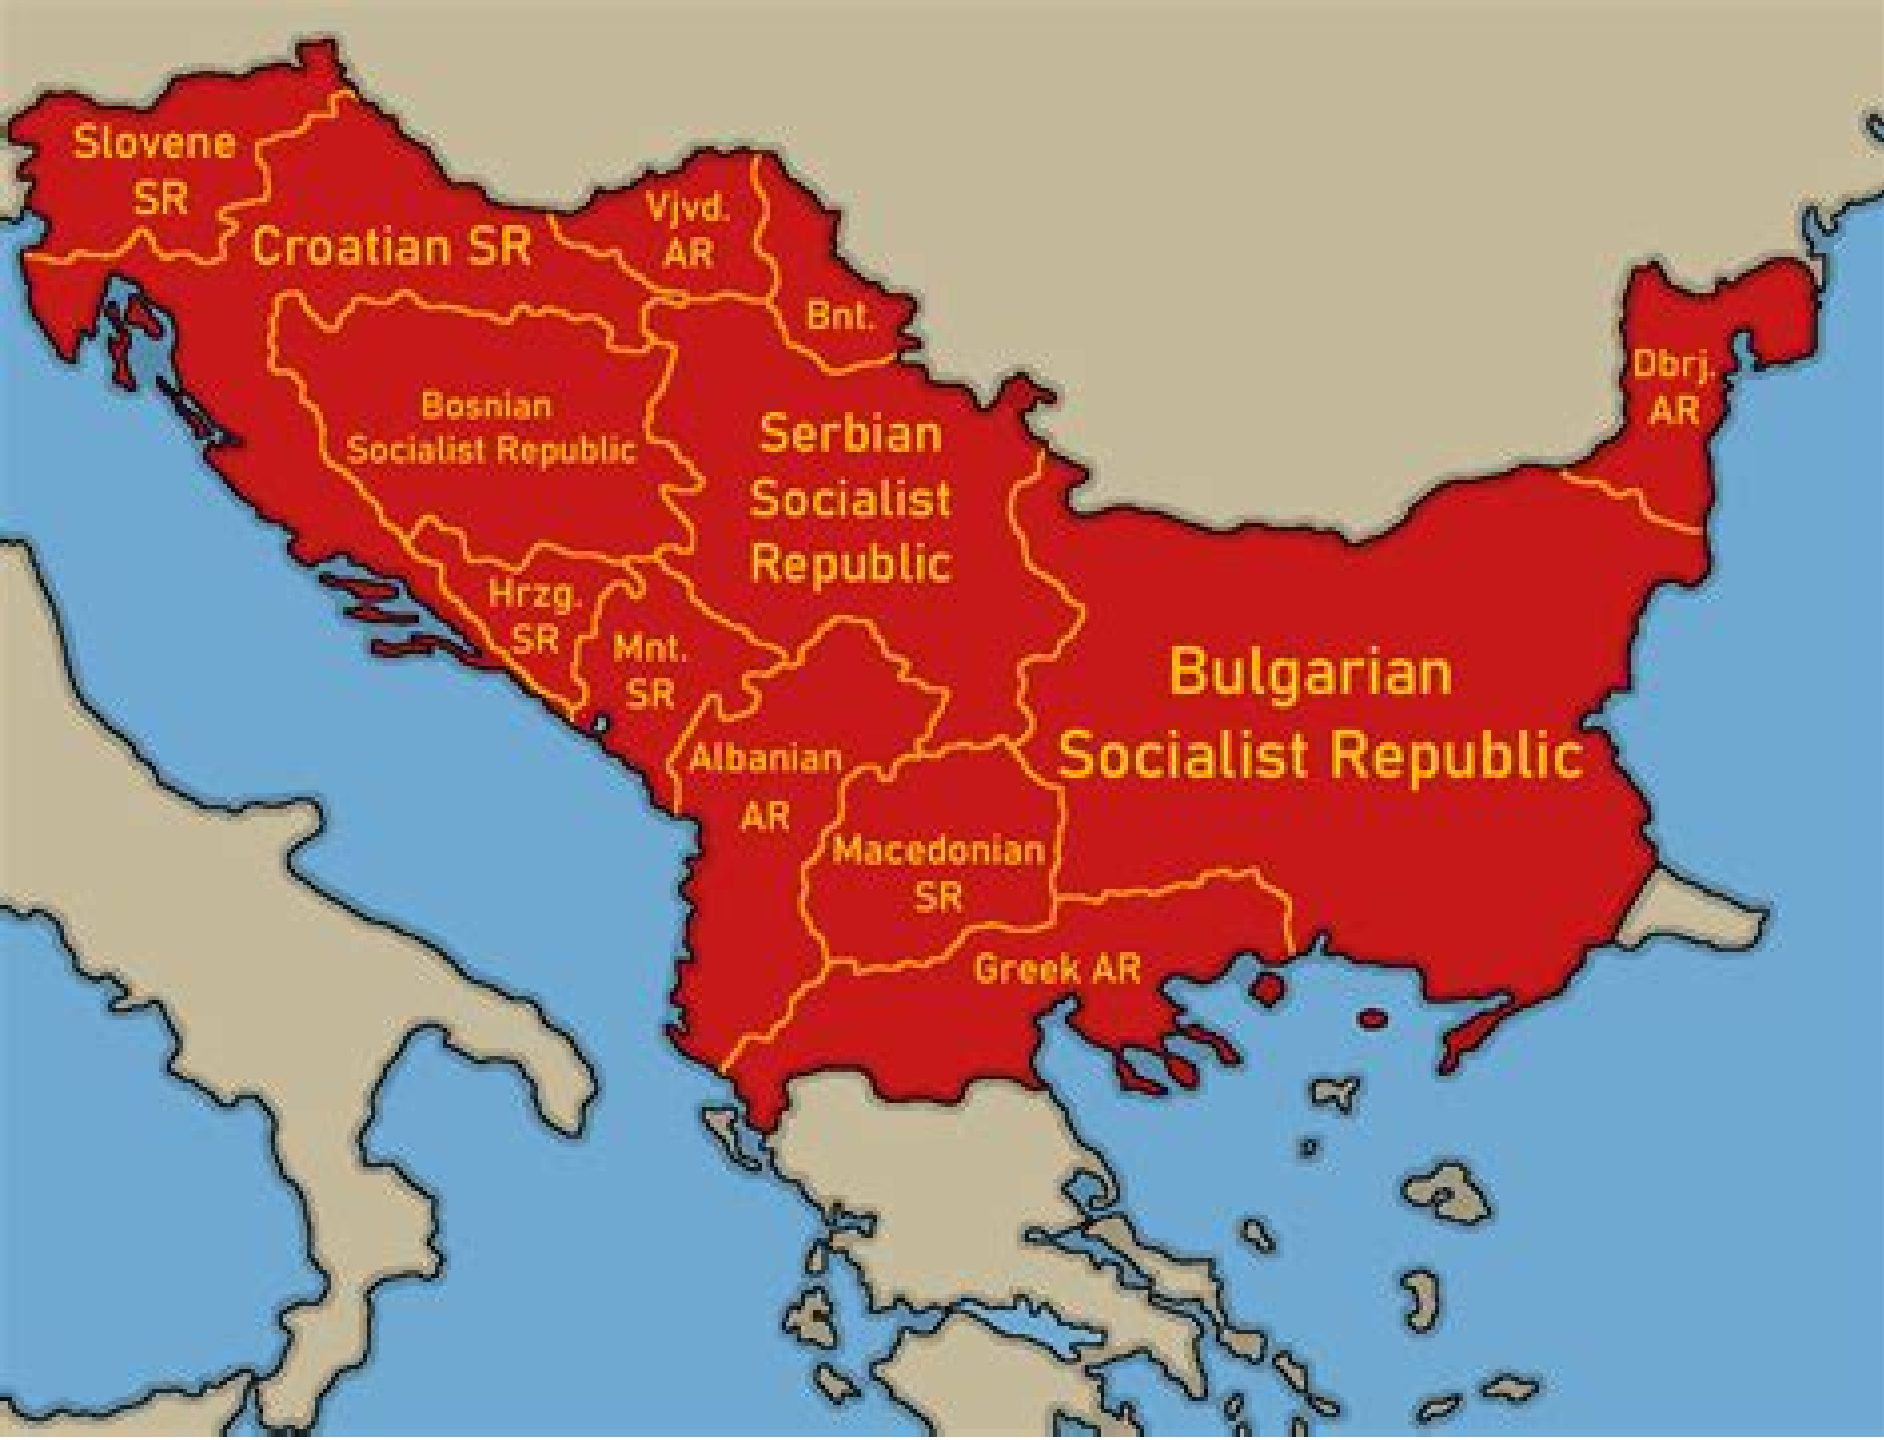 Slovene
SR
Croatian SR
Vjvd.
AR
Bnt.
Dbrj.
AR
Bosnian
Socialist Republic
Serbian
Socialist
Republic
Hrzg.
SR
Mnt.
SR
Bulgarian
Socialist Republic
Albanian
AR
Macedonian
SR
Greek AR